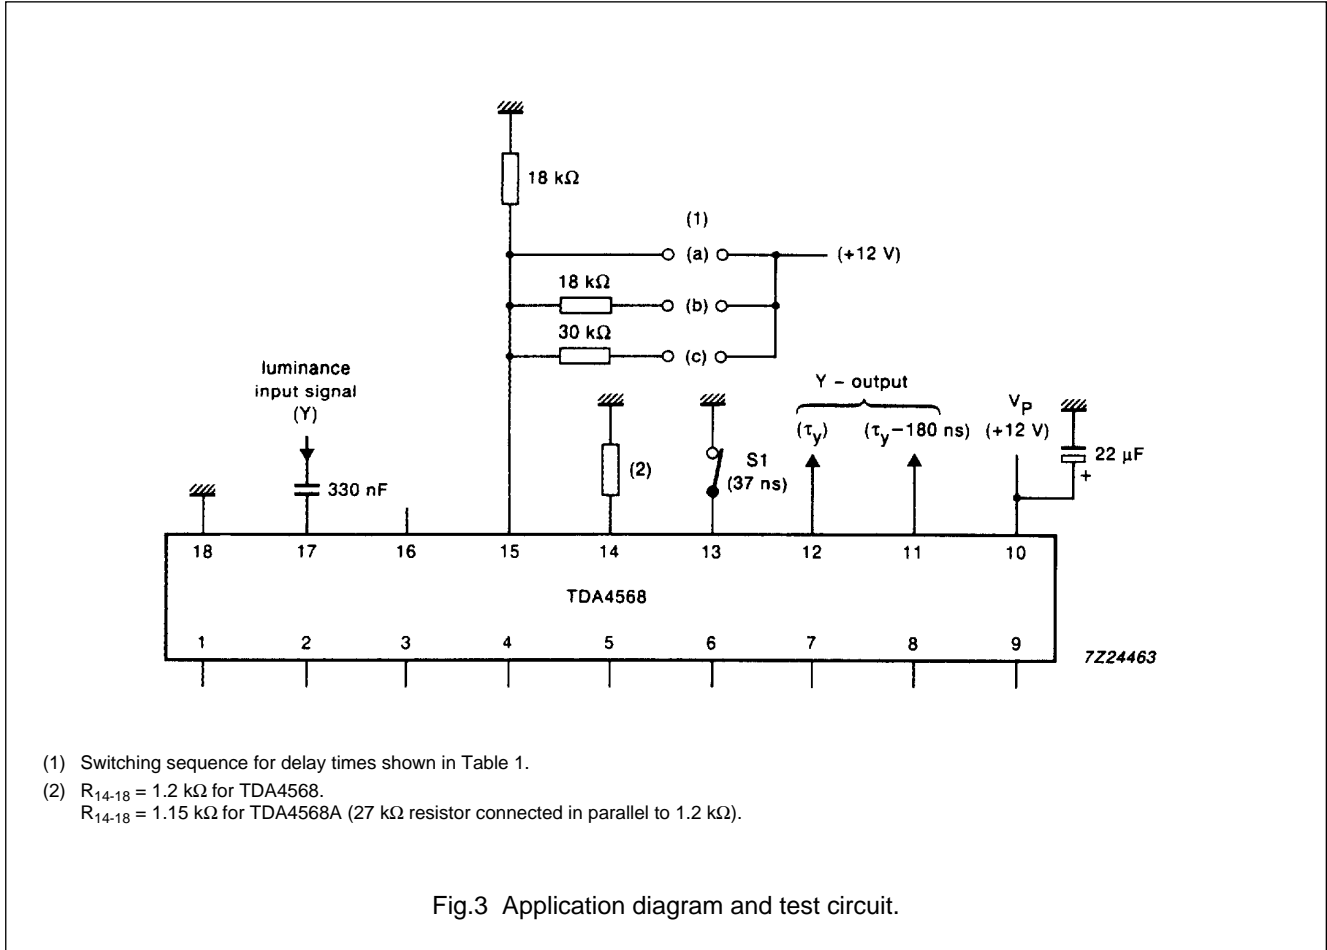 18 kΩ
(1)
(a)
(+12 V)
18 kΩ
(b)
30 kΩ
(c)
luminance
input signal
(Y)
330 nF
(2)
S1
(37 ns)
Y – output
(τy)
(τy–180 ns)
VP
(+12 V)
22 μF
+
18 17 16 15 14 13 12 11 10
TDA4568
1 2 3 4 5 6 7 8 9
7Z24463
(1) Switching sequence for delay times shown in Table 1.
(2) R14-18 = 1.2 kΩ for TDA4568.
R14-18 = 1.15 kΩ for TDA4568A (27 kΩ resistor connected in parallel to 1.2 kΩ).
Fig.3 Application diagram and test circuit.